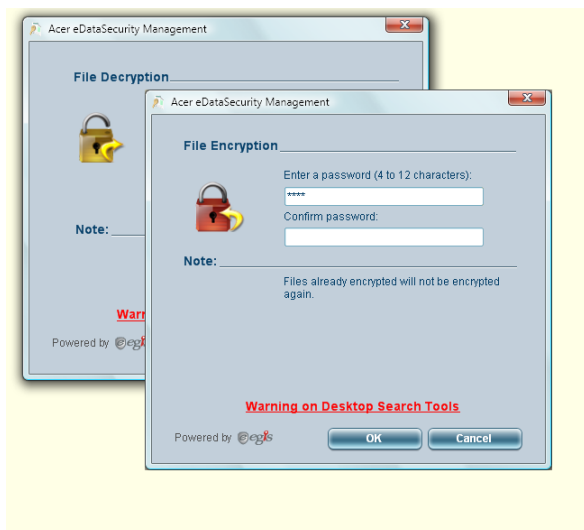 Acer eDataSecurity Management
File Decryption
Note:
Powered by egi
Acer eDataSecurity Management
File Encryption
Enter a password (4 to 12 characters):
****
Confirm password:
Note:
Files already encrypted will not be encrypted
again.
Warning on Desktop Search Tools
Powered by egis
OK
Cancel